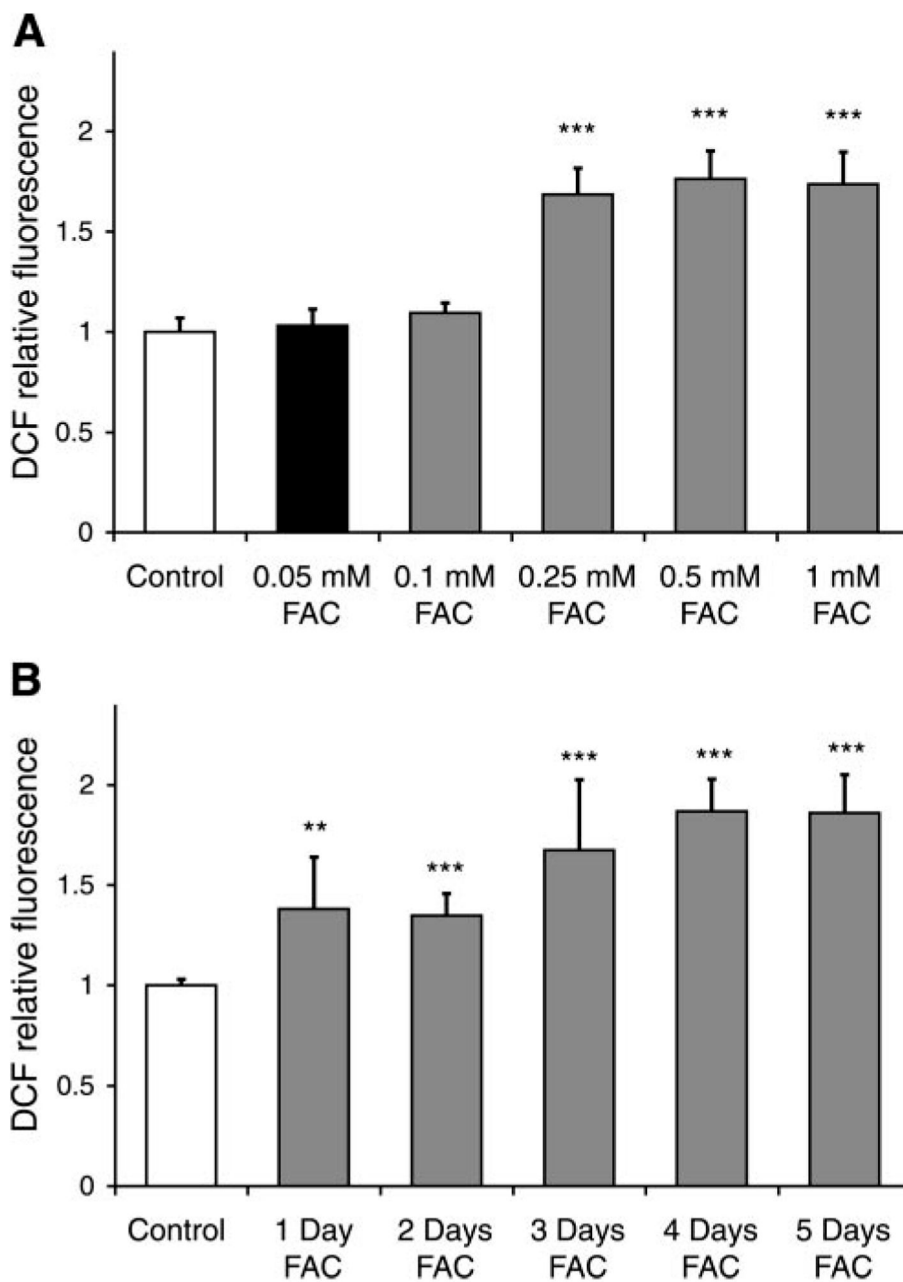 A
DCF relative fluorescence
2
1.5
1
0.5
0
***
***
***
Control
0.05 mM
FAC
0.1 mM
FAC
0.25 mM
FAC
0.5 mM
FAC
1 mM
FAC
B
DCF relative fluorescence
2
1.5
1
0.5
0
**
***
***
***
***
Control
1 Day
FAC
2 Days
FAC
3 Days
FAC
4 Days
FAC
5 Days
FAC